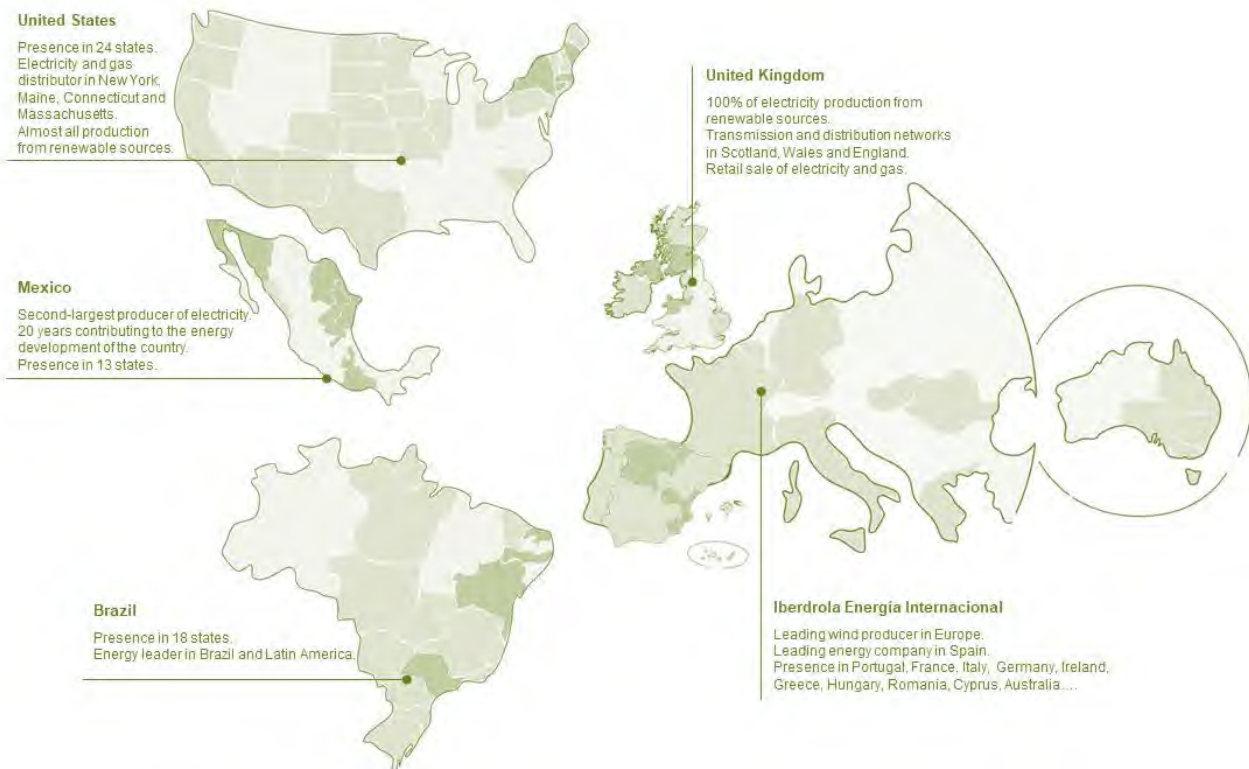 United States
Presence in 24 states.
Electricity and gas
distributor in New York.
Maine, Connecticut and
Massachusetts.
Almost all production
from renewable sources.
United Kingdom
100% of electricity production from
renewable sources.
Transmission and distribution networks
in Scotland, Wales and England.
Retail sale of electricity and gas.
Mexico
Second-largest producer of electricity.
20 years contributing to the energy
development of the country.
Presence in 13 states.
Brazil
Presence in 18 states.
Energy leader in Brazil and Latin America.
Iberdrola Energía Internacional
Leading wind producer in Europe.
Leading energy company in Spain.
Presence in Portugal, France, Italy, Germany, Ireland,
Greece, Hungary, Romania, Cyprus, Australia....